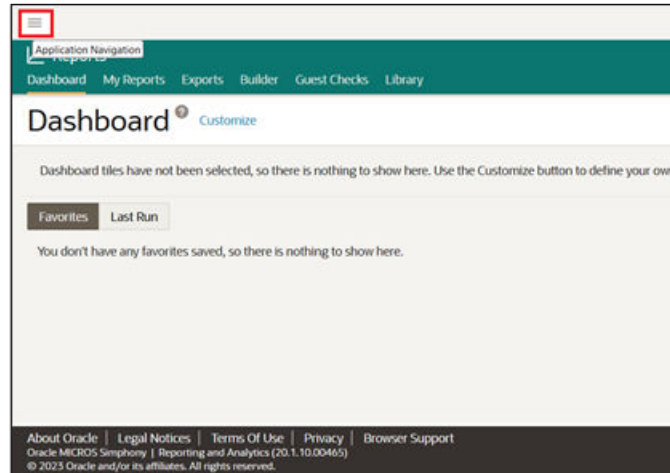 Application Navigation
Reports
Dashboard My Reports Exports Builder Guest Checks Library
Dashboard ? Customize
Dashboard tiles have not been selected, so there is nothing to show here. Use the Customize button to define your own
Favorites Last Run
You don't have any favorites saved, so there is nothing to show here.
About Oracle | Legal Notices | Terms Of Use | Privacy | Browser Support
Oracle MICROS Simphony | Reporting and Analytics (20.1.10.00465)
© 2023 Oracle and/or its affiliates. All rights reserved.